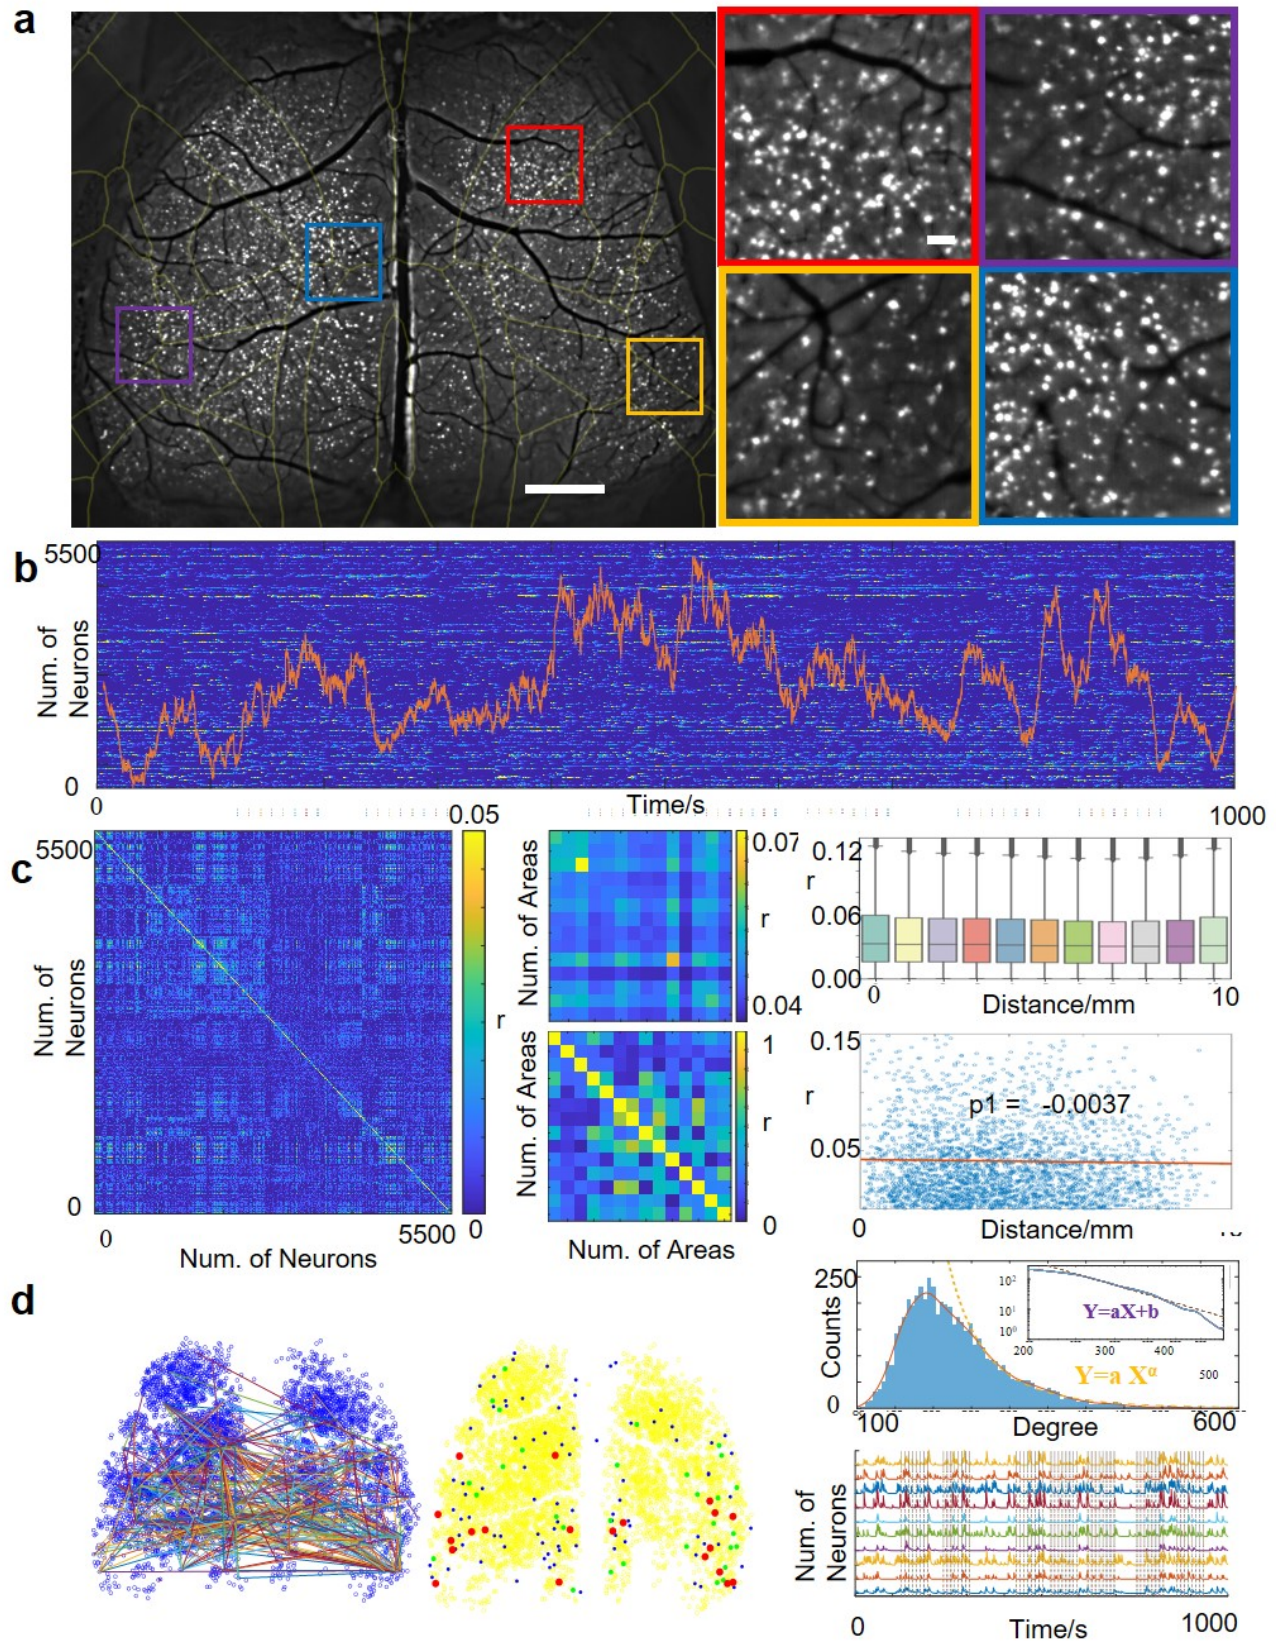 a
b
5500
Num. of
Neurons
0
0
Time/s
1000
c
5500
Num. of
Neurons
0
0
Num. of Neurons
5500
0.05
r
0
Num. of Areas
0.07
r
0.04
Num. of Areas
1
r
0
Num. of Areas
0.12
r
0.06
0.00
0
Distance/mm
10
0.15
r
p1 = -0.0037
0.05
0
Distance/mm
d
250
Counts
0
100
Degree
600
10²
10¹
10⁰
Y=aX+b
200
300
400
500
Y=a Xᵅ
Num. of
Neurons
0
Time/s
1000